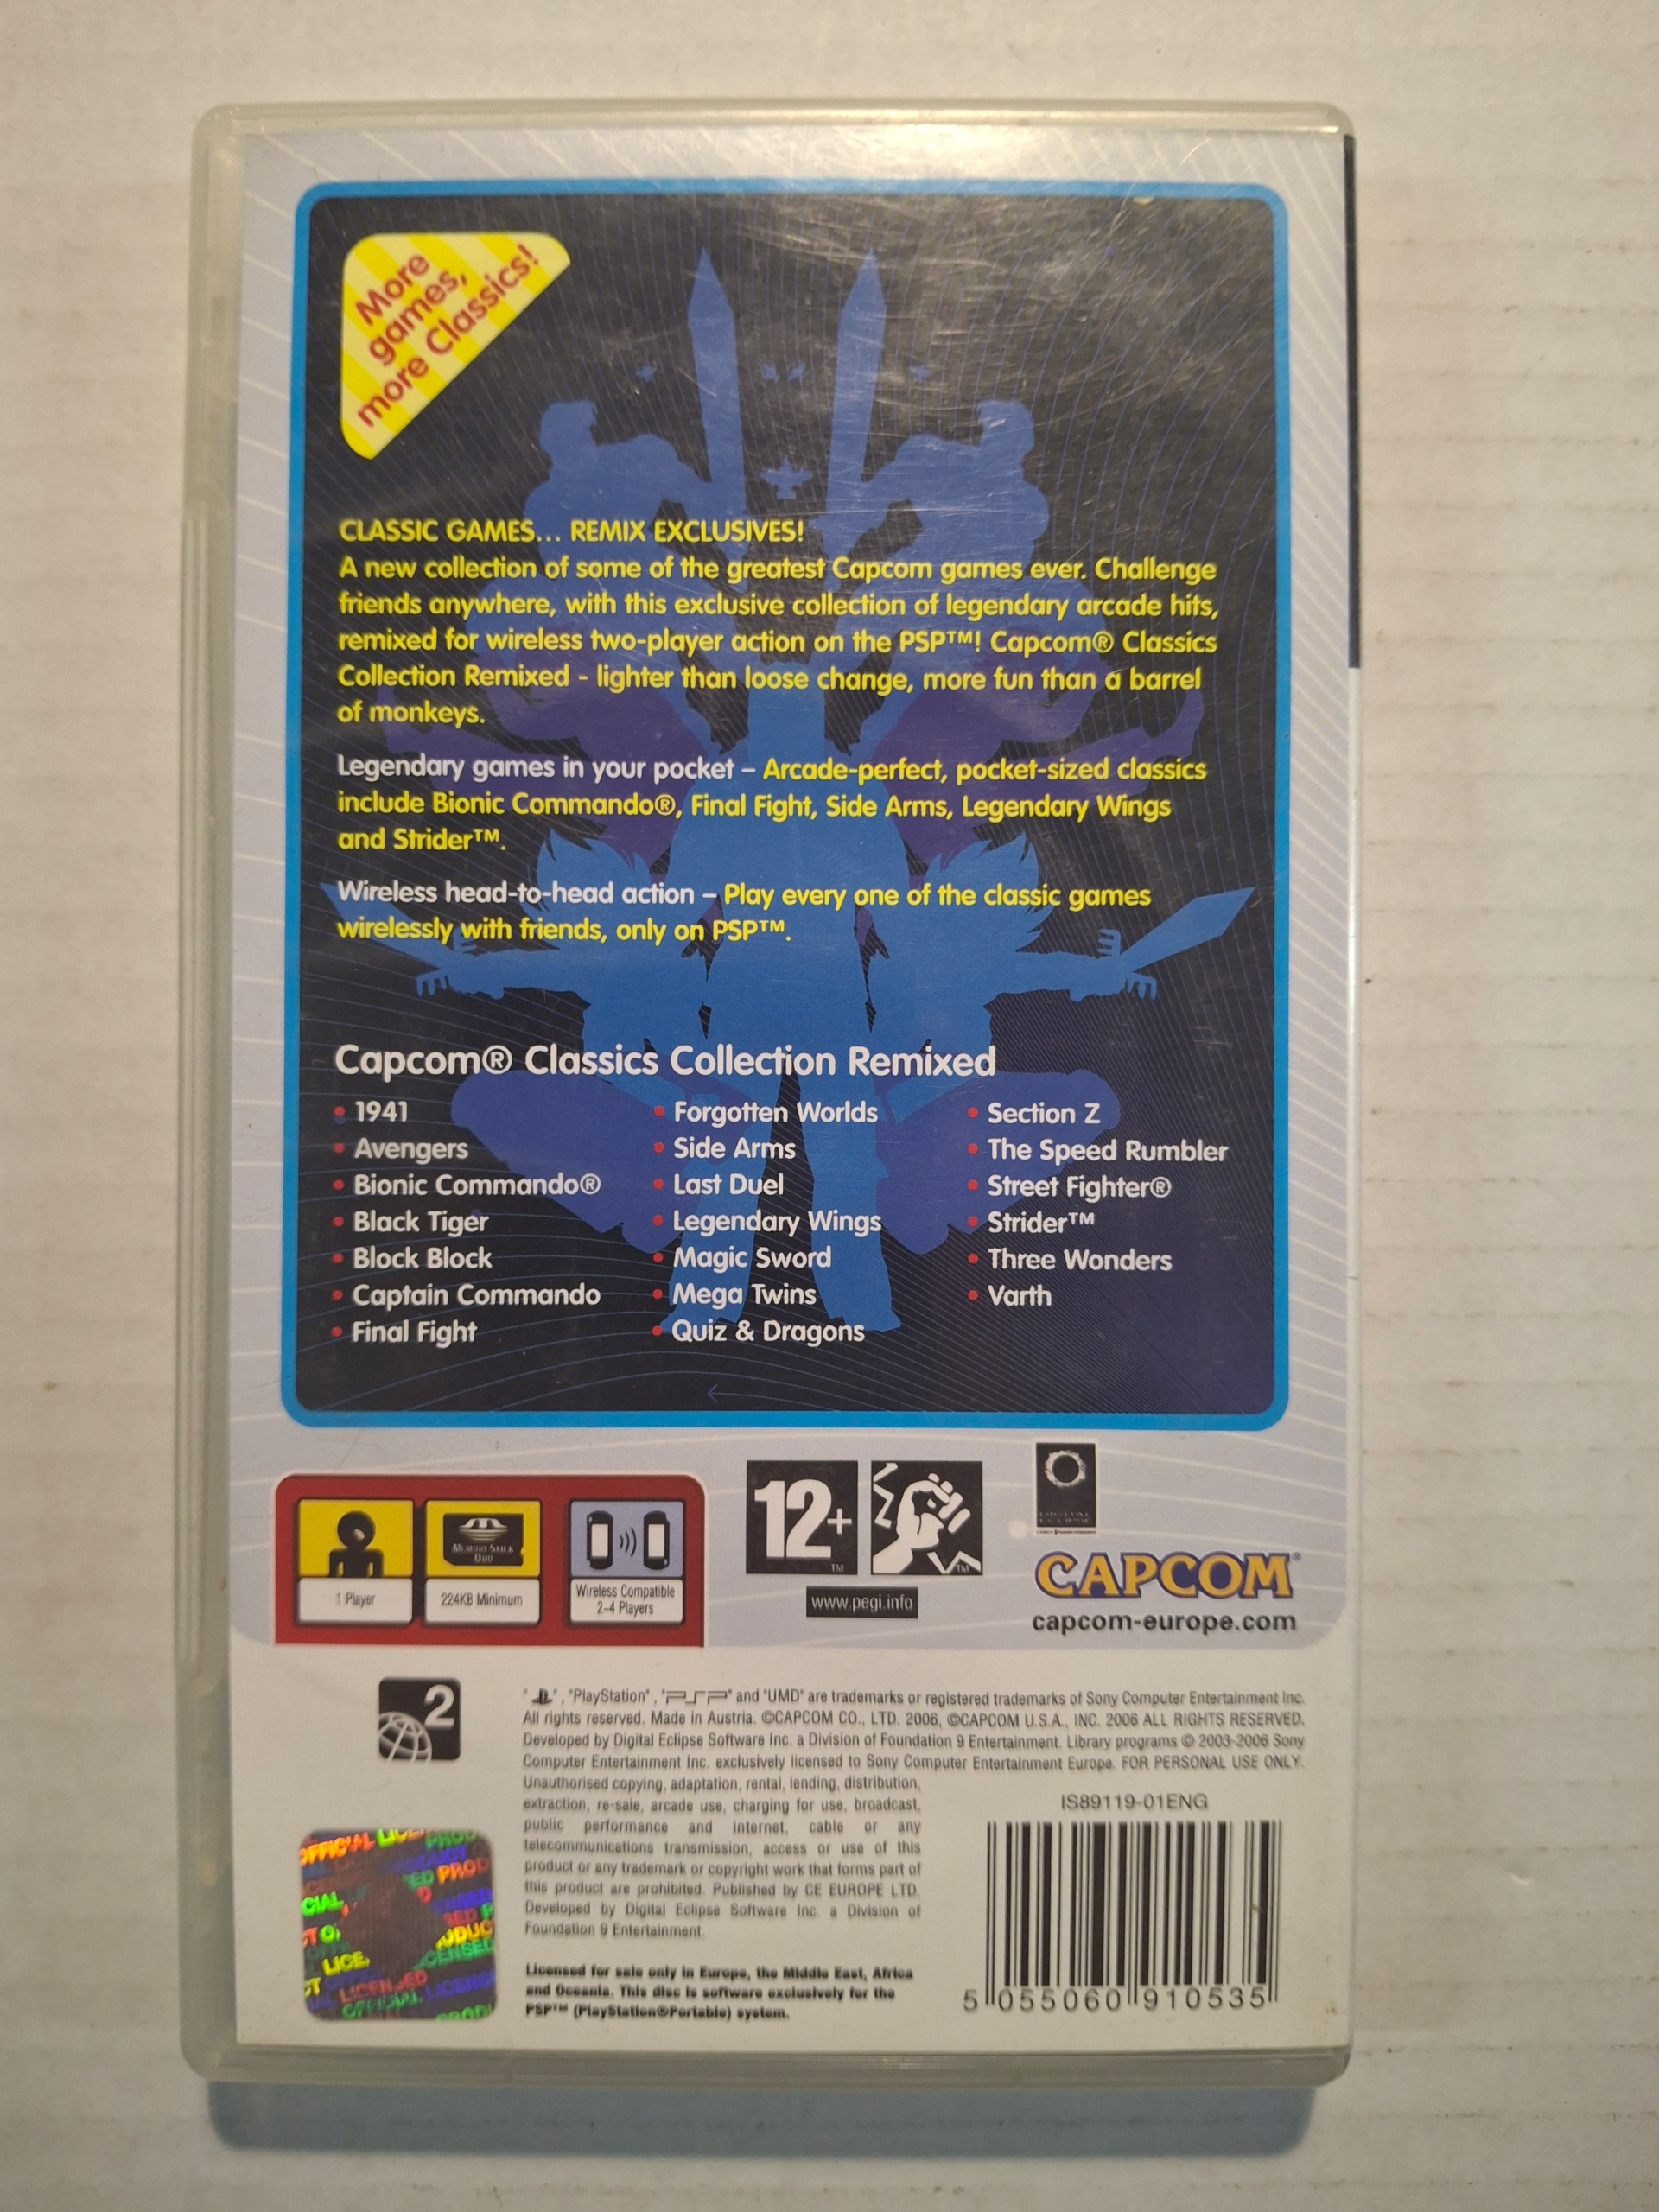 More
games,
more Classics!
CLASSIC GAMES... REMIX EXCLUSIVES!
A new collection of some of the greatest Capcom games ever. Challenge
friends anywhere, with this exclusive collection of legendary arcade hits,
remixed for wireless two-player action on the PSP™! Capcom® Classics
Collection Remixed - lighter than loose change, more fun than a barrel
of monkeys.
Legendary games in your pocket – Arcade-perfect, pocket-sized classics
include Bionic Commando®, Final Fight, Side Arms, Legendary Wings
and Strider™.
Wireless head-to-head action – Play every one of the classic games
wirelessly with friends, only on PSP™.
Capcom® Classics Collection Remixed
• 1941
• Avengers
• Bionic Commando®
• Black Tiger
• Block Block
• Captain Commando
• Final Fight
• Forgotten Worlds
• Side Arms
• Last Duel
• Legendary Wings
• Magic Sword
• Mega Twins
• Quiz & Dragons
• Section Z
• The Speed Rumbler
• Street Fighter®
• Strider™
• Three Wonders
• Varth
1 Player
Memory Stick
Duo
224KB Minimum
Wireless Compatible
2-4 Players
12+
TM
TM
www.pegi.info
DIGITAL
ECLIPSE
CAPCOM®
capcom-europe.com
2
" ", "PlayStation", "PSP" and "UMD" are trademarks or registered trademarks of Sony Computer Entertainment Inc.
All rights reserved. Made in Austria. ©CAPCOM CO., LTD. 2006, ©CAPCOM U.S.A., INC. 2006 ALL RIGHTS RESERVED.
Developed by Digital Eclipse Software Inc. a Division of Foundation 9 Entertainment. Library programs © 2003-2006 Sony
Computer Entertainment Inc. exclusively licensed to Sony Computer Entertainment Europe. FOR PERSONAL USE ONLY.
Unauthorised copying, adaptation, rental, lending, distribution,
extraction, re-sale, arcade use, charging for use, broadcast,
public performance and internet, cable or any
telecommunications transmission, access or use of this
product or any trademark or copyright work that forms part of
this product are prohibited. Published by CE EUROPE LTD.
Developed by Digital Eclipse Software Inc. a Division of
Foundation 9 Entertainment.
Licensed for sale only in Europe, the Middle East, Africa
and Oceania. This disc is software exclusively for the
PSP™ (PlayStation®Portable) system.
IS89119-01ENG
5 055060 910535